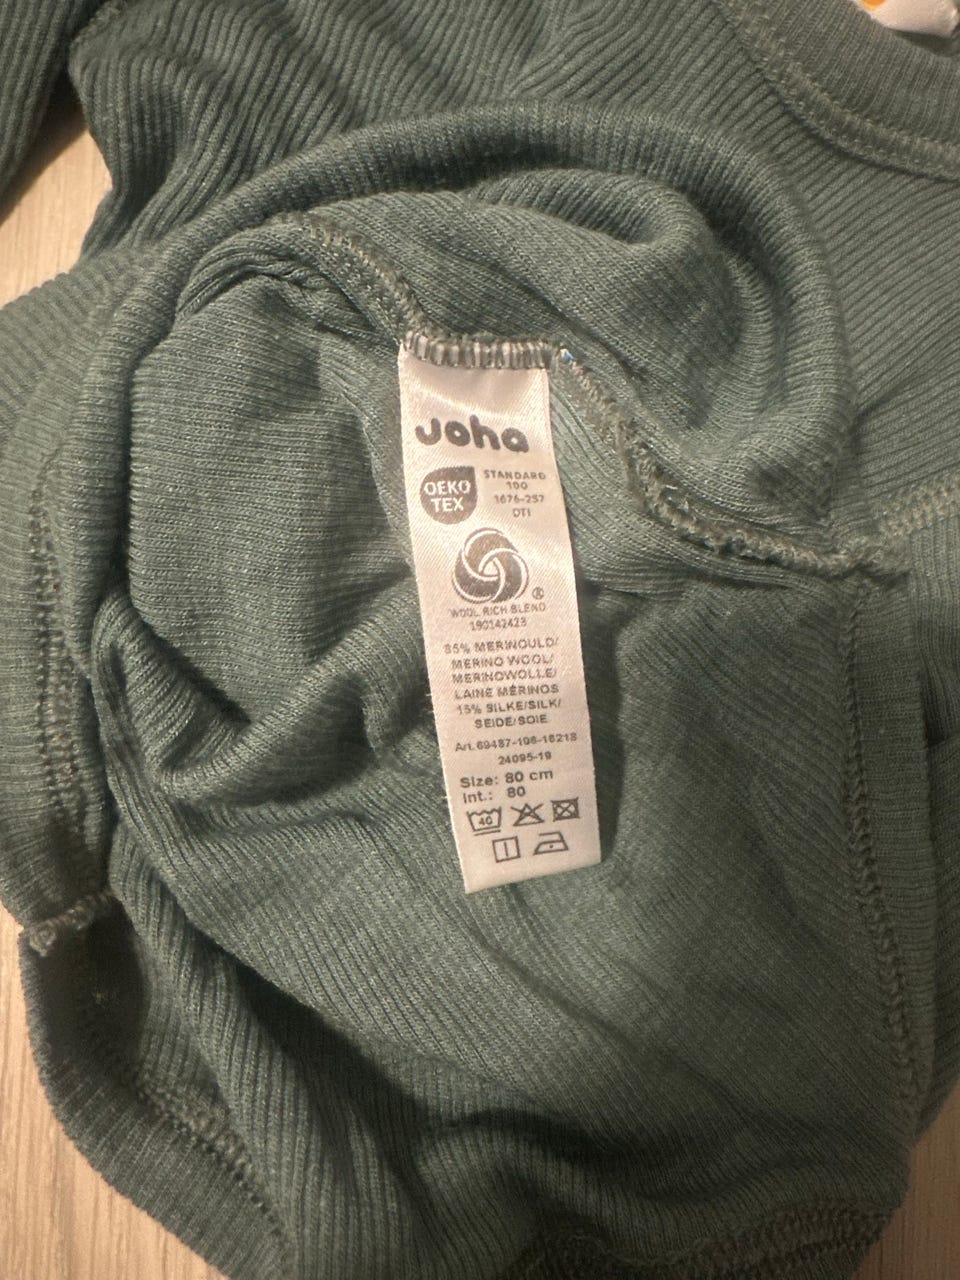 Joha
OEKO
TEX
STANDARD
100
1676-257
DTI
®
WOOL RICH BLEND
190142423
85% MERINOULD/
MERINO WOOL/
MERINOWOLLE/
LAINE MÉRINOS
15% SILKE/SILK/
SEIDE/SOIE
Art. 69487-196-16218
24095-19
Size: 80 cm
Int.: 80
40